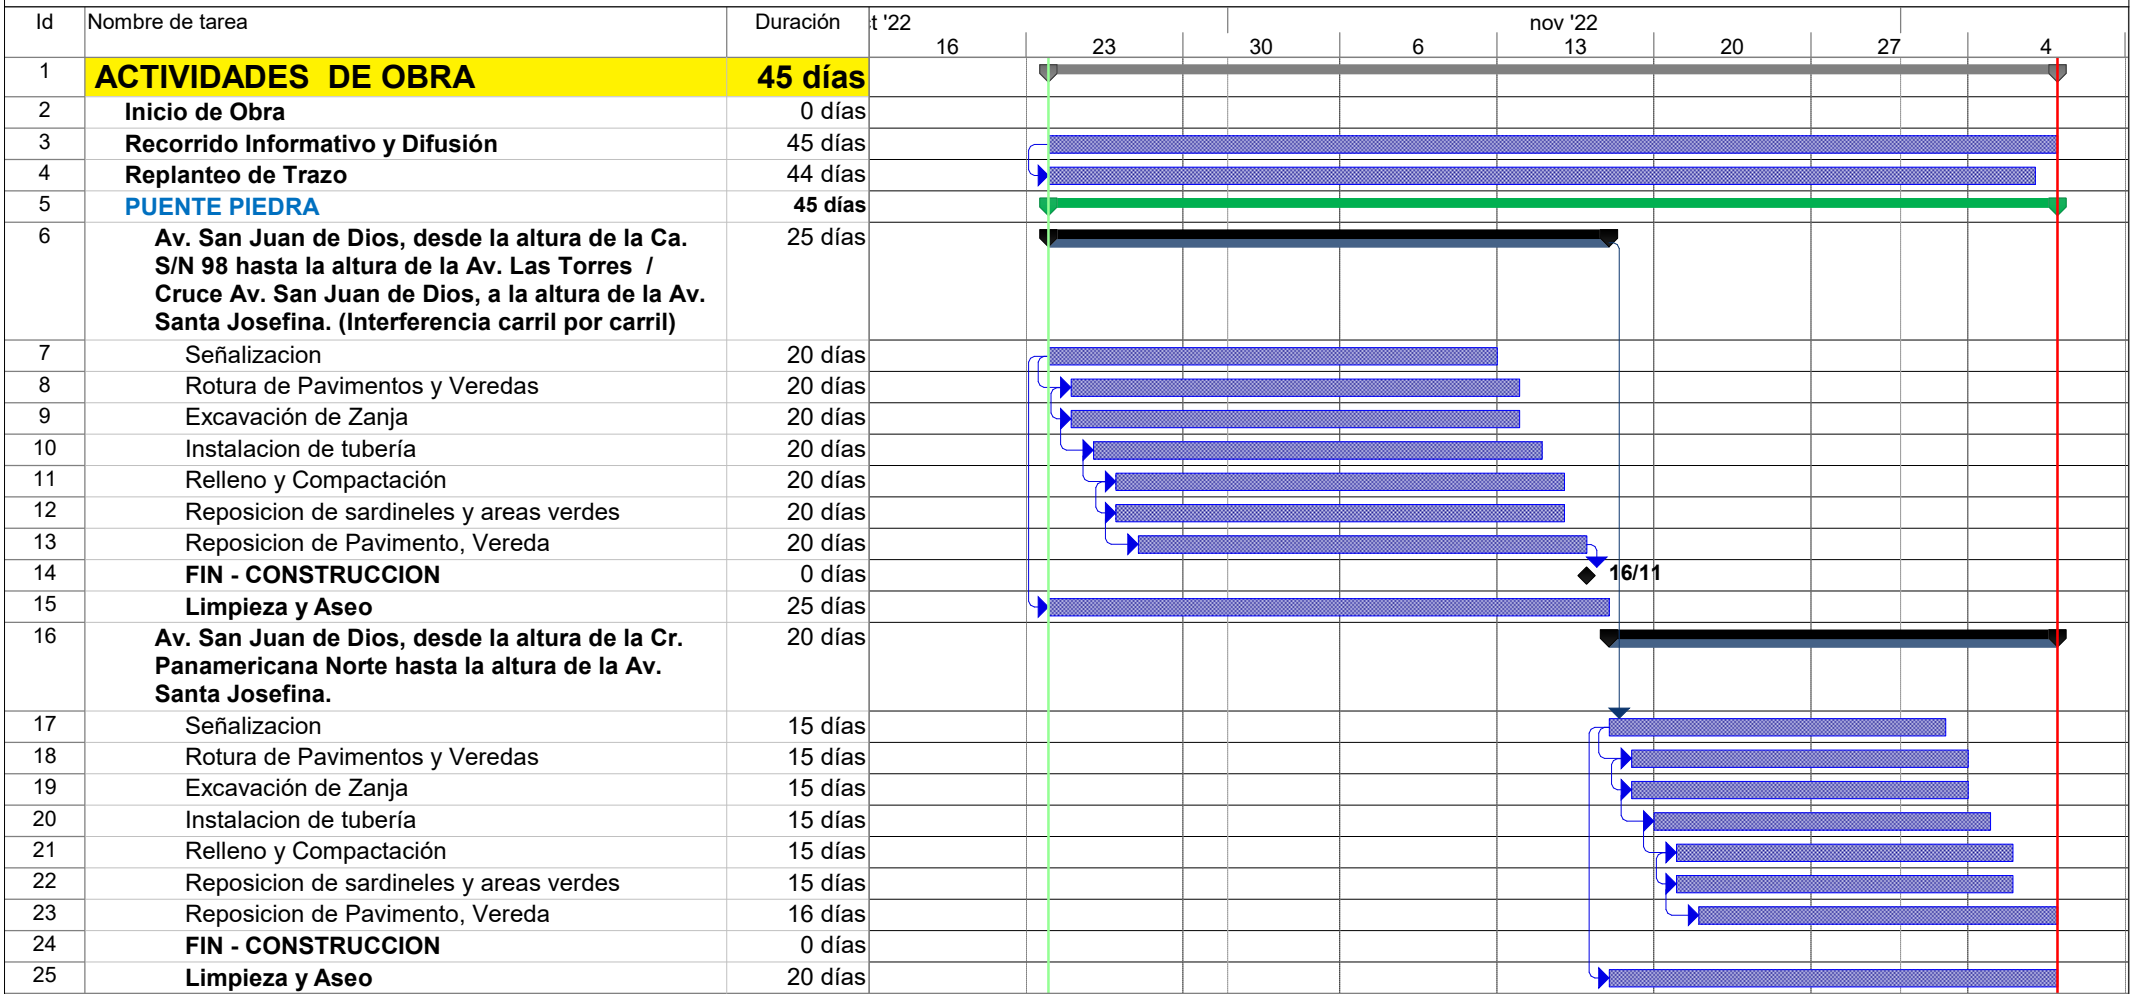 Id Nombre de tarea Duración t '22 nov '22
16 23 30 6 13 20 27 4
1 ACTIVIDADES DE OBRA 45 días
2 Inicio de Obra 0 días
3 Recorrido Informativo y Difusión 45 días
4 Replanteo de Trazo 44 días
5 PUENTE PIEDRA 45 días
6 Av. San Juan de Dios, desde la altura de la Ca. 25 días
S/N 98 hasta la altura de la Av. Las Torres /
Cruce Av. San Juan de Dios, a la altura de la Av.
Santa Josefina. (Interferencia carril por carril)
7 Señalizacion 20 días
8 Rotura de Pavimentos y Veredas 20 días
9 Excavación de Zanja 20 días
10 Instalacion de tubería 20 días
11 Relleno y Compactación 20 días
12 Reposicion de sardineles y areas verdes 20 días
13 Reposicion de Pavimento, Vereda 20 días
14 FIN - CONSTRUCCION 0 días 16/11
15 Limpieza y Aseo 25 días
16 Av. San Juan de Dios, desde la altura de la Cr. 20 días
Panamericana Norte hasta la altura de la Av.
Santa Josefina.
17 Señalizacion 15 días
18 Rotura de Pavimentos y Veredas 15 días
19 Excavación de Zanja 15 días
20 Instalacion de tubería 15 días
21 Relleno y Compactación 15 días
22 Reposicion de sardineles y areas verdes 15 días
23 Reposicion de Pavimento, Vereda 16 días
24 FIN - CONSTRUCCION 0 días
25 Limpieza y Aseo 20 días